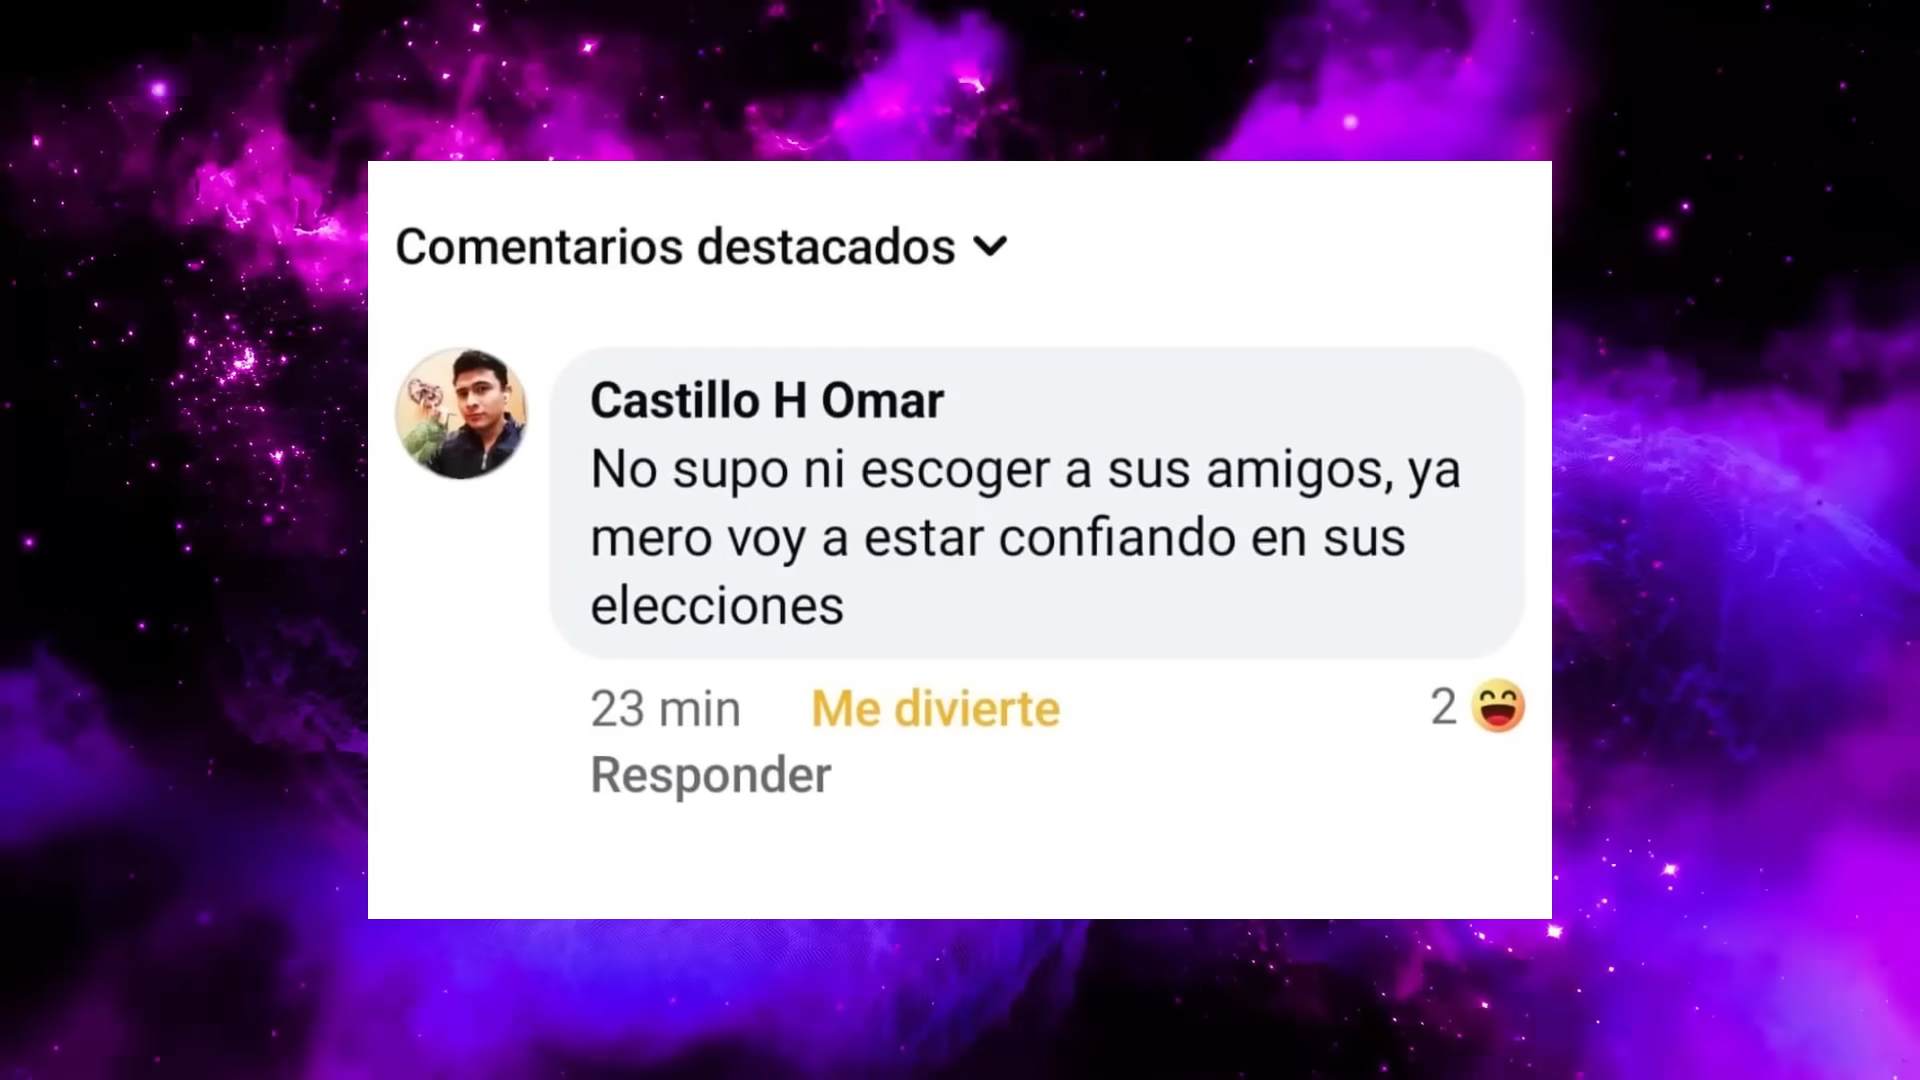 Comentarios destacados
Castillo H Omar
No supo ni escoger a sus amigos, ya
mero voy a estar confiando en sus
elecciones
23 min Me divierte 2
Responder